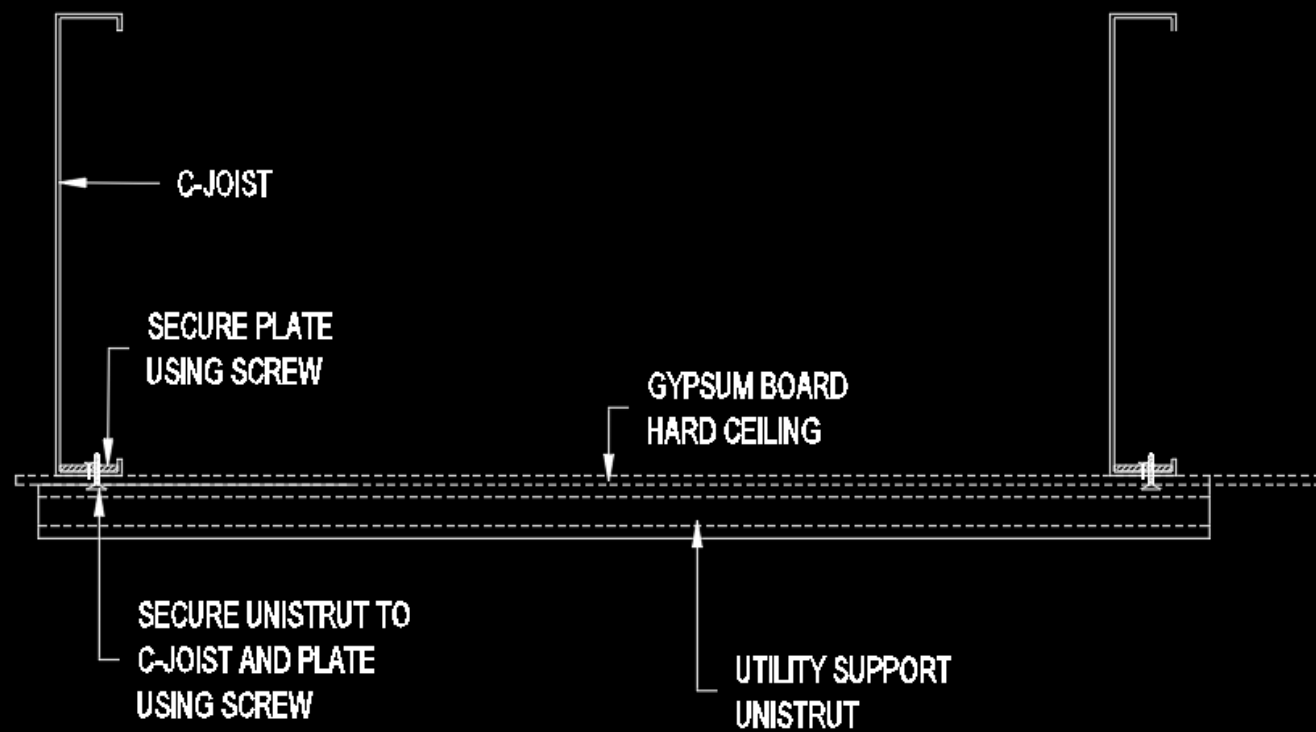 C-JOIST
SECURE PLATE
USING SCREW
GYPSUM BOARD
HARD CEILING
SECURE UNISTRUT TO
C-JOIST AND PLATE
USING SCREW
UTILITY SUPPORT
UNISTRUT